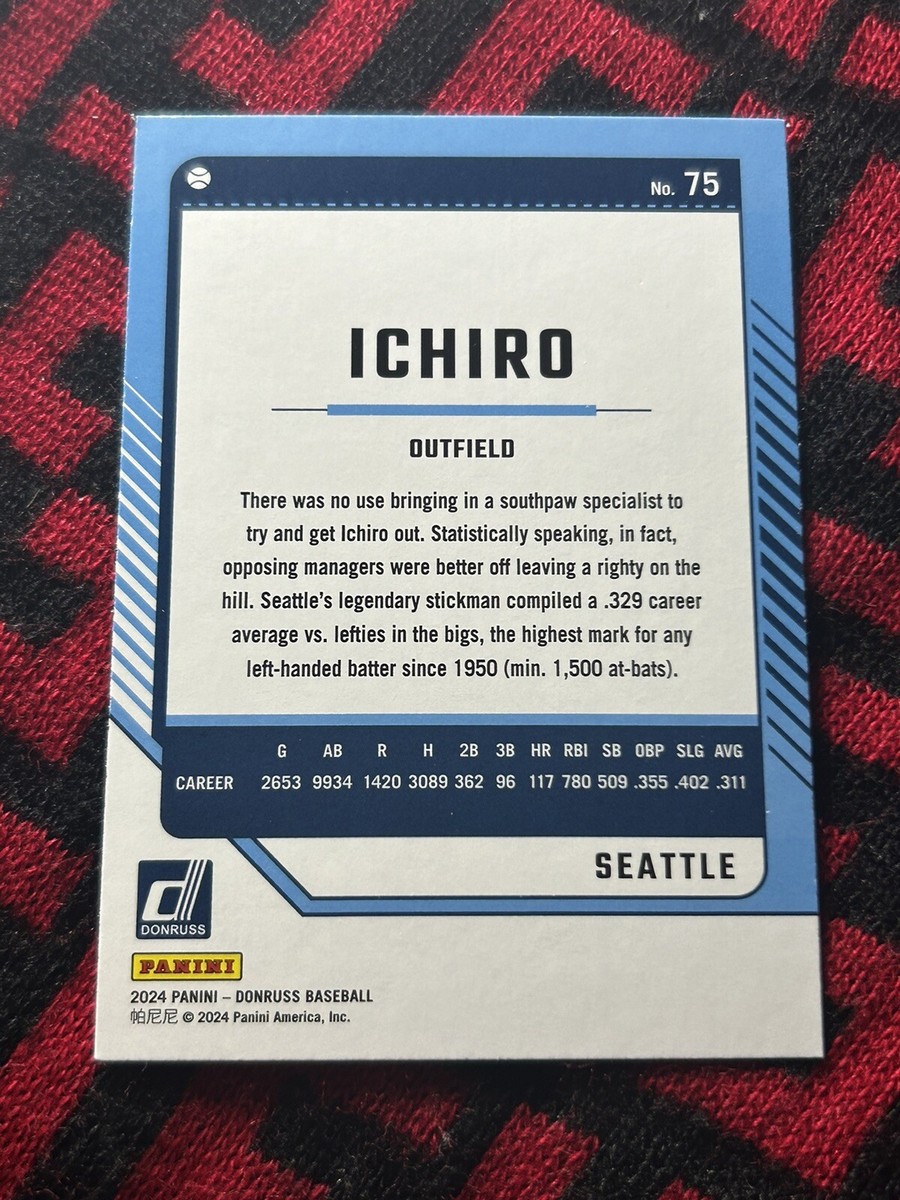 No. 75
ICHIRO
OUTFIELD
There was no use bringing in a southpaw specialist to
try and get Ichiro out. Statistically speaking, in fact,
opposing managers were better off leaving a righty on the
hill. Seattle's legendary stickman compiled a .329 career
average vs. lefties in the bigs, the highest mark for any
left-handed batter since 1950 (min. 1,500 at-bats).
G AB R H 2B 3B HR RBI SB OBP SLG AVG
CAREER 2653 9934 1420 3089 362 96 117 780 509 .355 .402 .311
SEATTLE
d
DONRUSS
PANINI
2024 PANINI – DONRUSS BASEBALL
帕尼尼 © 2024 Panini America, Inc.